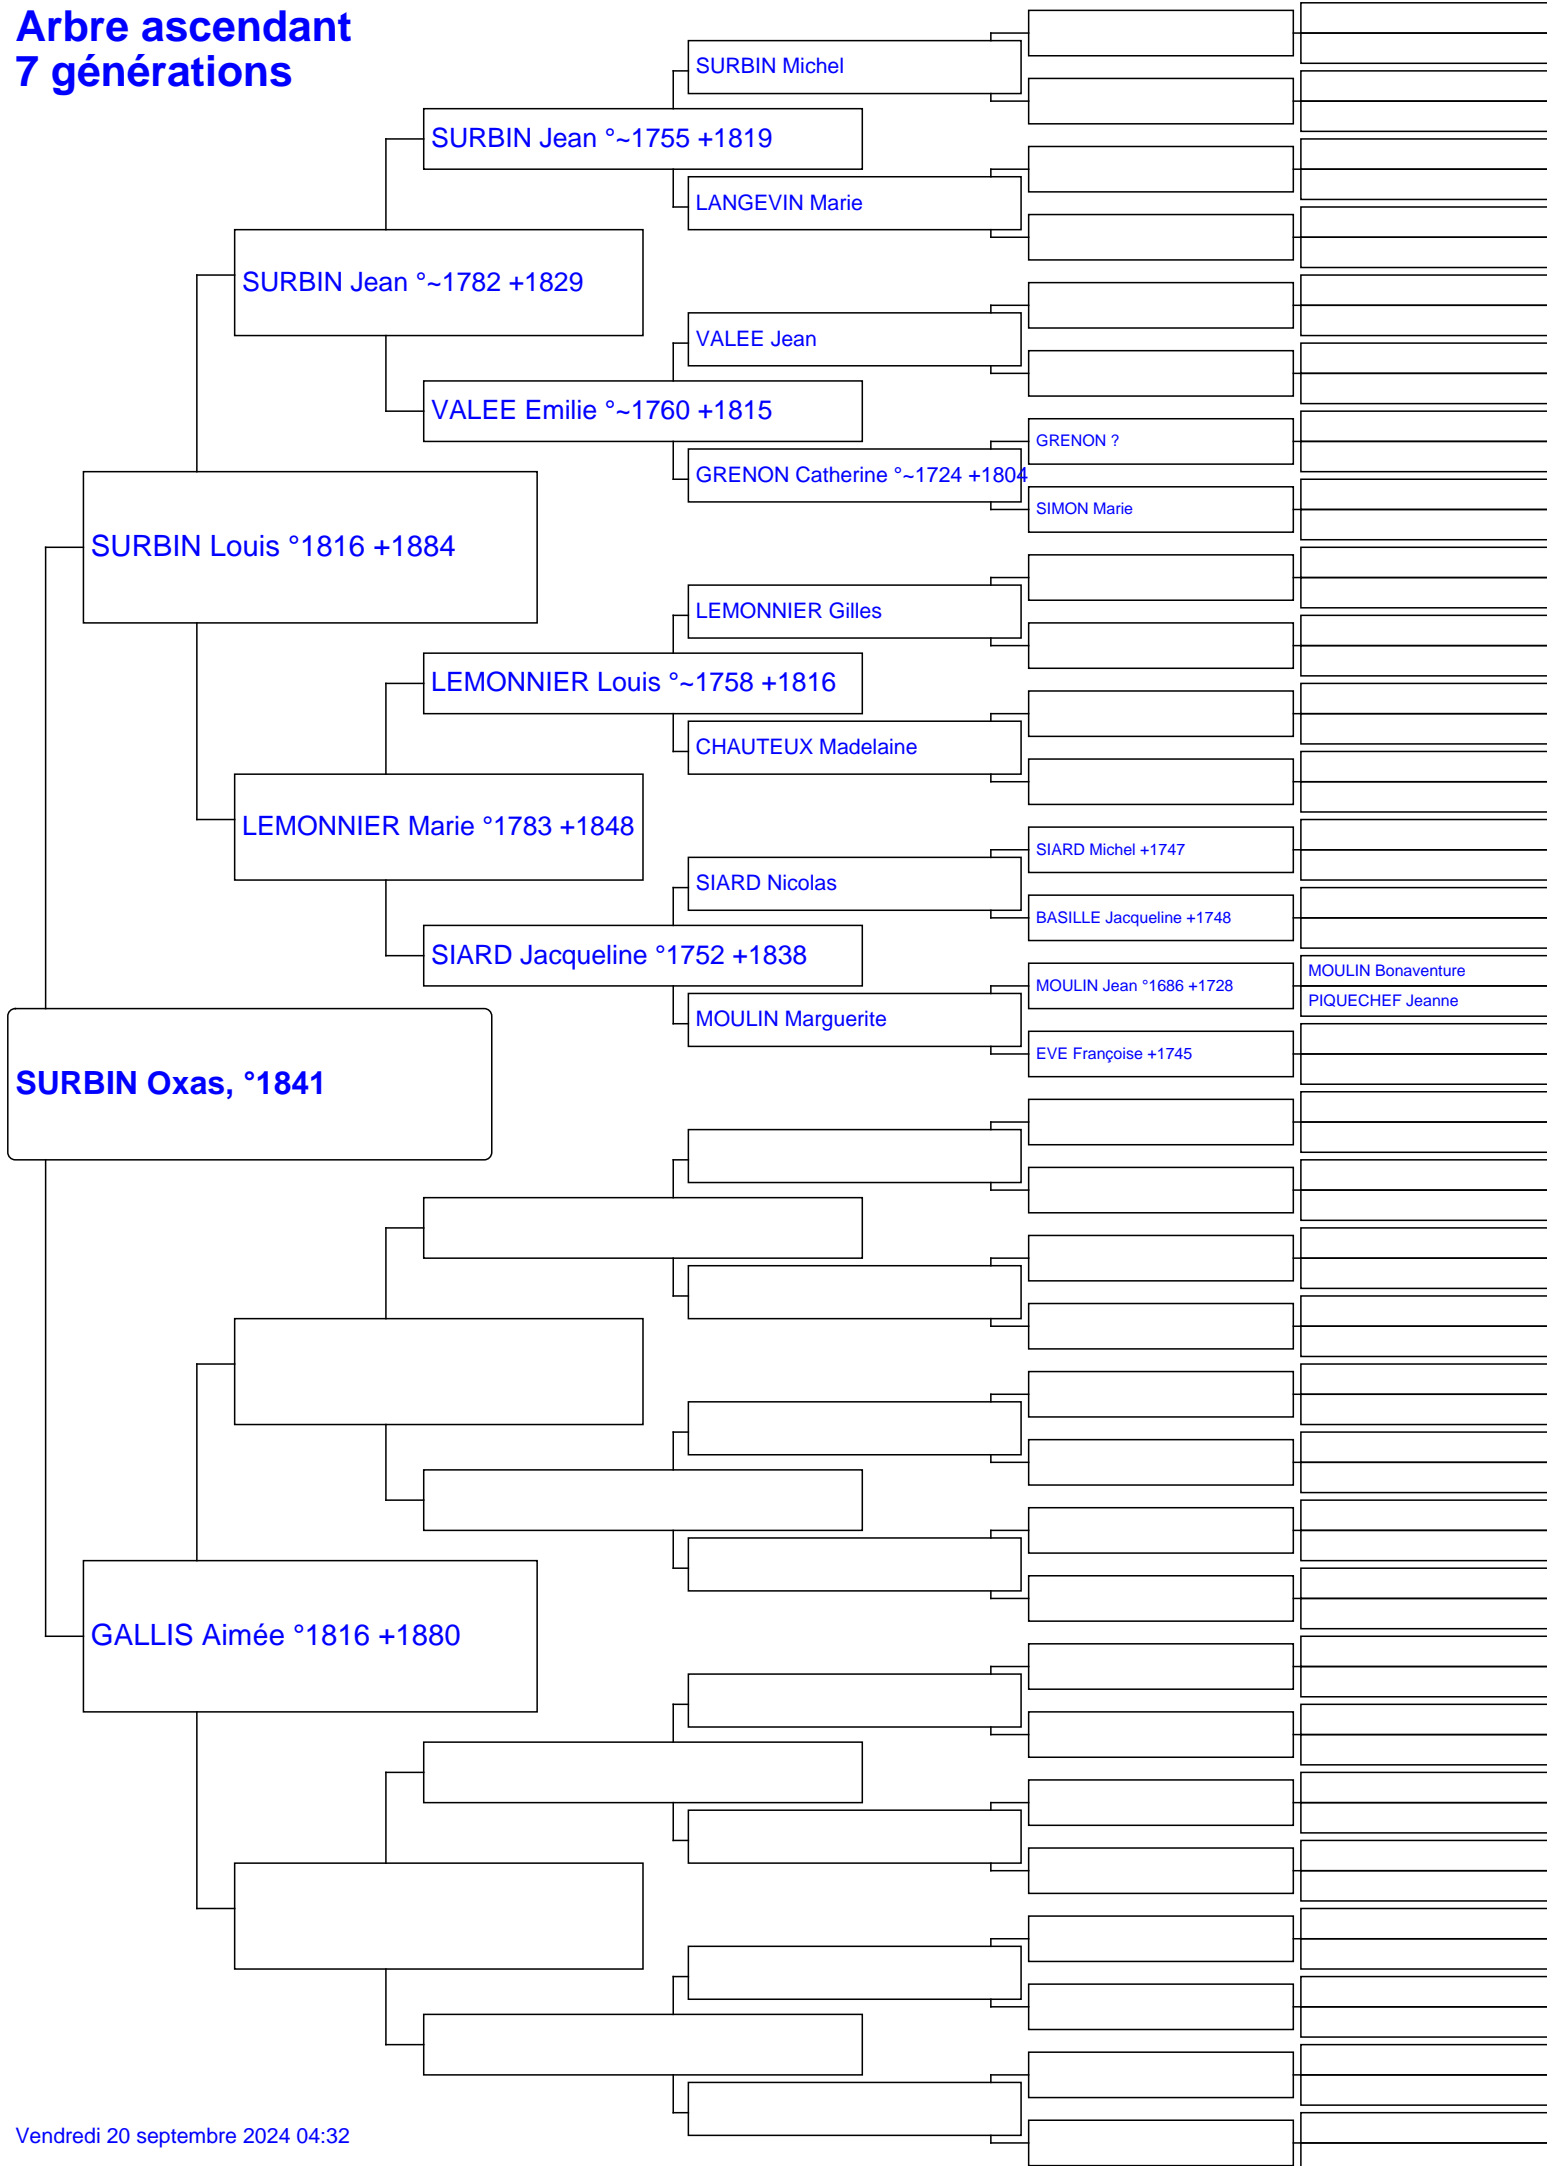 Arbre ascendant
7 générations
SURBIN Michel
SURBIN Jean °~1755 +1819
LANGEVIN Marie
SURBIN Jean °~1782 +1829
VALEE Jean
VALEE Emilie °~1760 +1815
GRENON ?
GRENON Catherine °~1724 +1804
SIMON Marie
SURBIN Louis °1816 +1884
LEMONNIER Gilles
LEMONNIER Louis °~1758 +1816
CHAUTEUX Madelaine
LEMONNIER Marie °1783 +1848
SIARD Michel +1747
SIARD Nicolas
BASILLE Jacqueline +1748
SIARD Jacqueline °1752 +1838
MOULIN Bonaventure
MOULIN Jean °1686 +1728
PIQUECHEF Jeanne
MOULIN Marguerite
EVE Françoise +1745
SURBIN Oxas, °1841
GALLIS Aimée °1816 +1880
Vendredi 20 septembre 2024 04:32